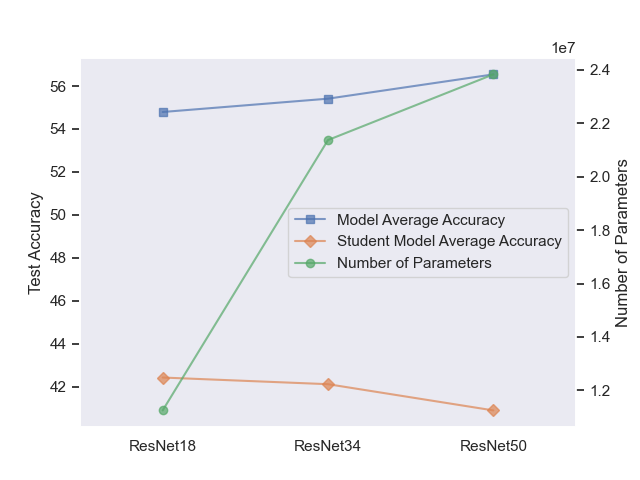 1e7
56
54
52
50
48
46
44
42
Test Accuracy
2.4
2.2
2.0
1.8
1.6
1.4
1.2
Number of Parameters
Model Average Accuracy
Student Model Average Accuracy
Number of Parameters
ResNet18
ResNet34
ResNet50